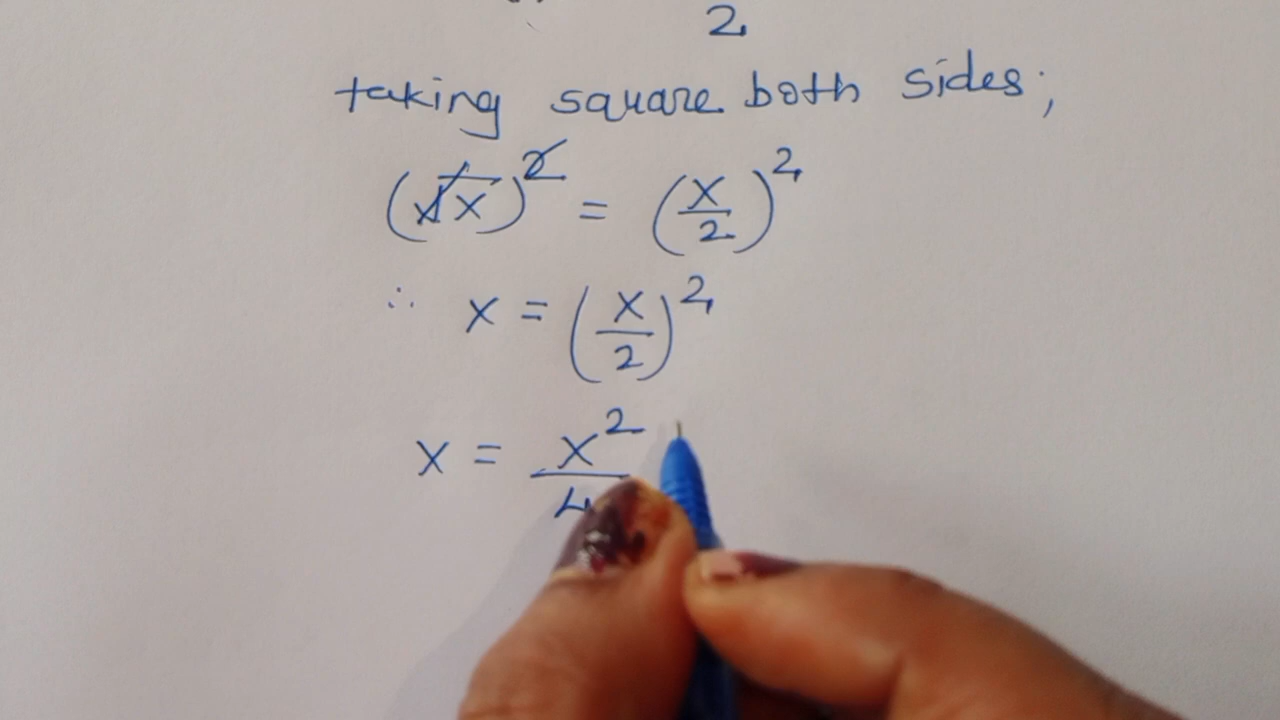 2
taking square both sides;
(√x)² = (x/2)²
∴ x = (x/2)²
x = x²/4